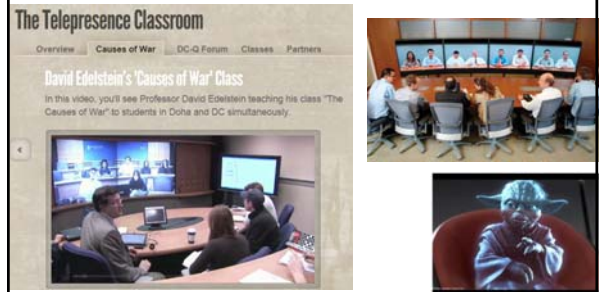 The Telepresence Classroom
Overview Causes of War DC-Q Forum Classes Partners
David Edelstein's 'Causes of War' Class
In this video, you'll see Professor David Edelstein teaching his class "The
Causes of War" to students in Doha and DC simultaneously.